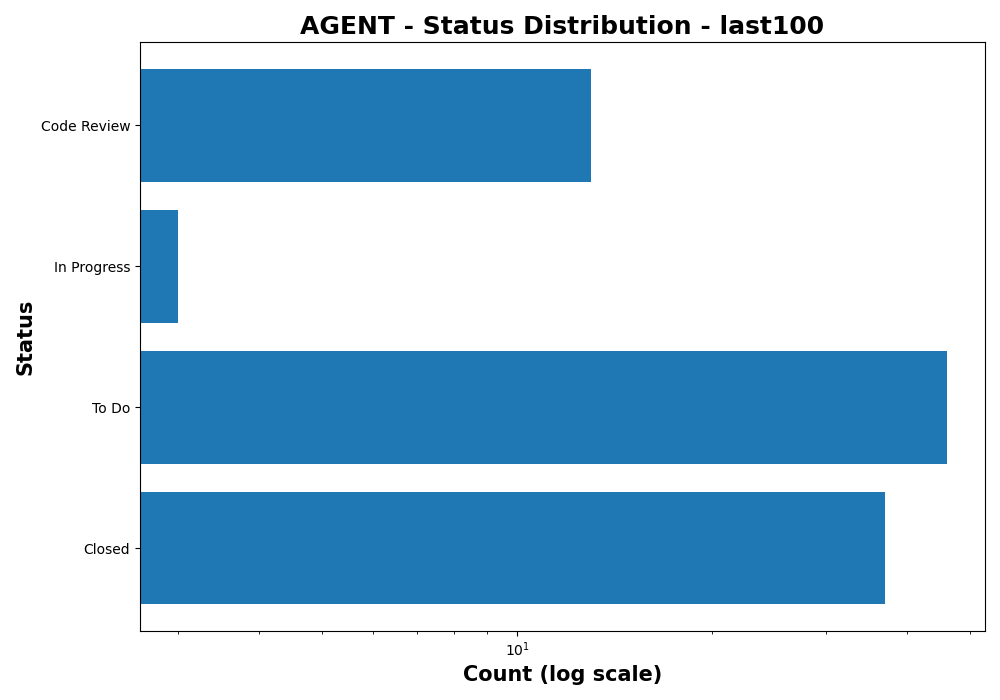 AGENT - Status Distribution - last100
Code Review
In Progress
To Do
Closed
Status
10¹
Count (log scale)